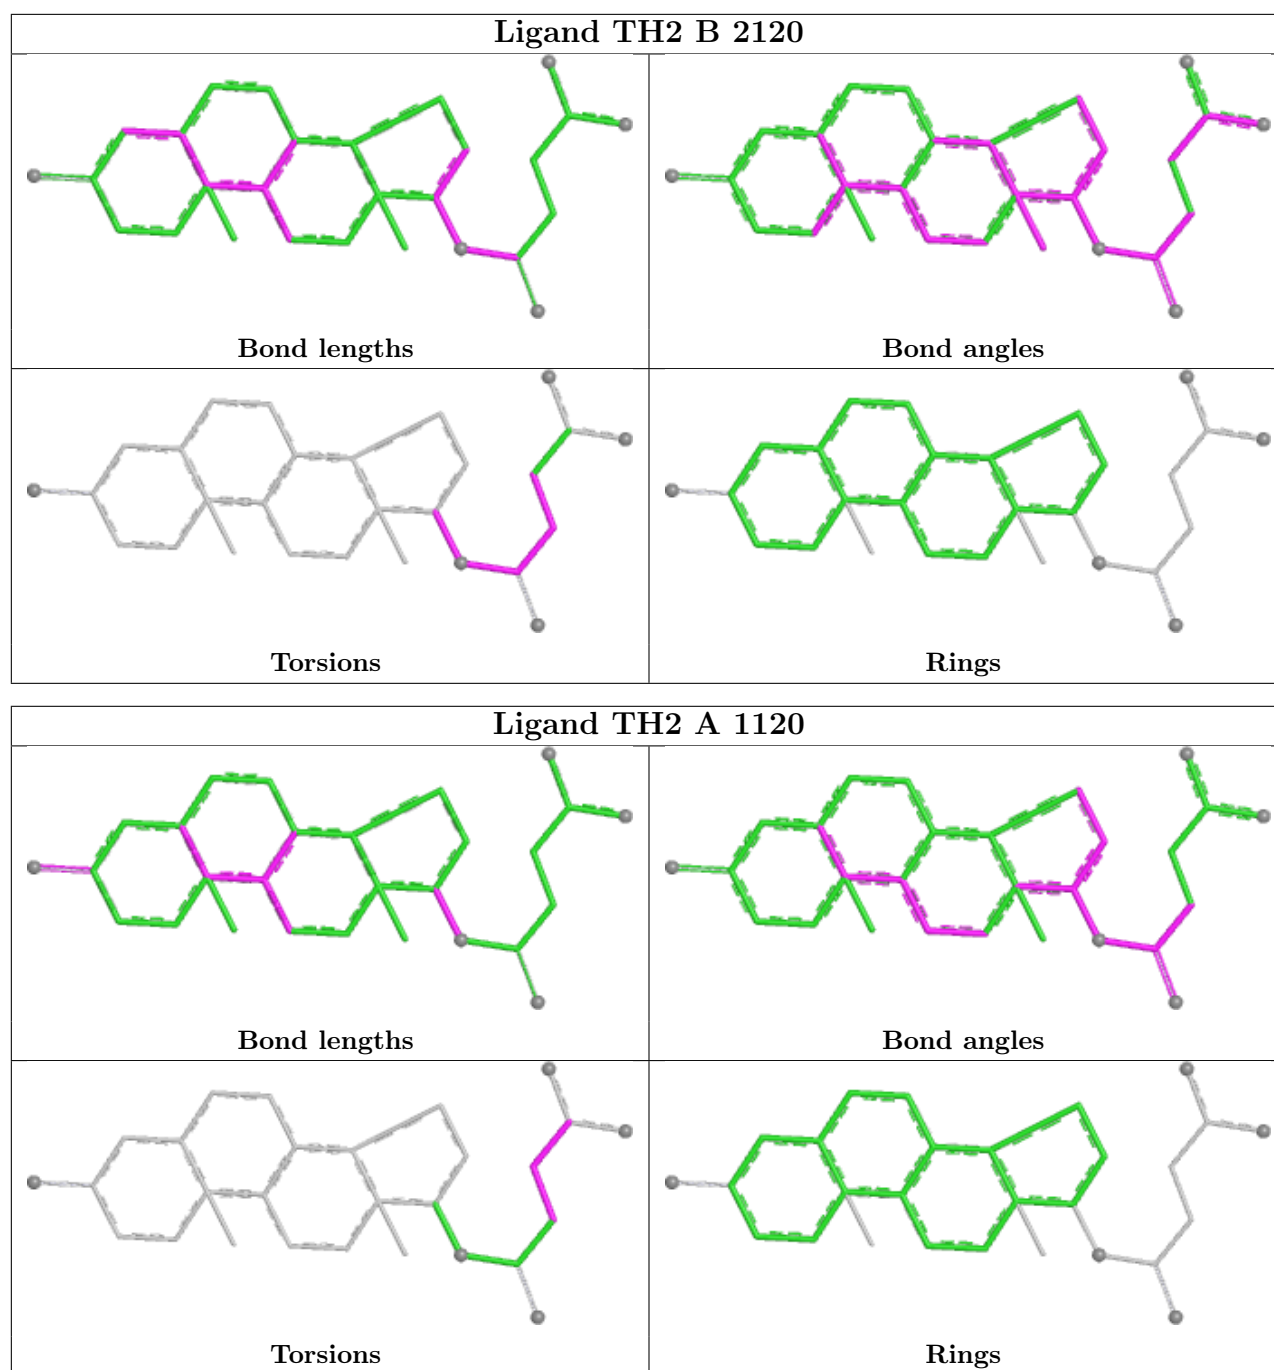 Ligand TH2 B 2120
Bond lengths
Bond angles
Torsions
Rings
Ligand TH2 A 1120
Bond lengths
Bond angles
Torsions
Rings